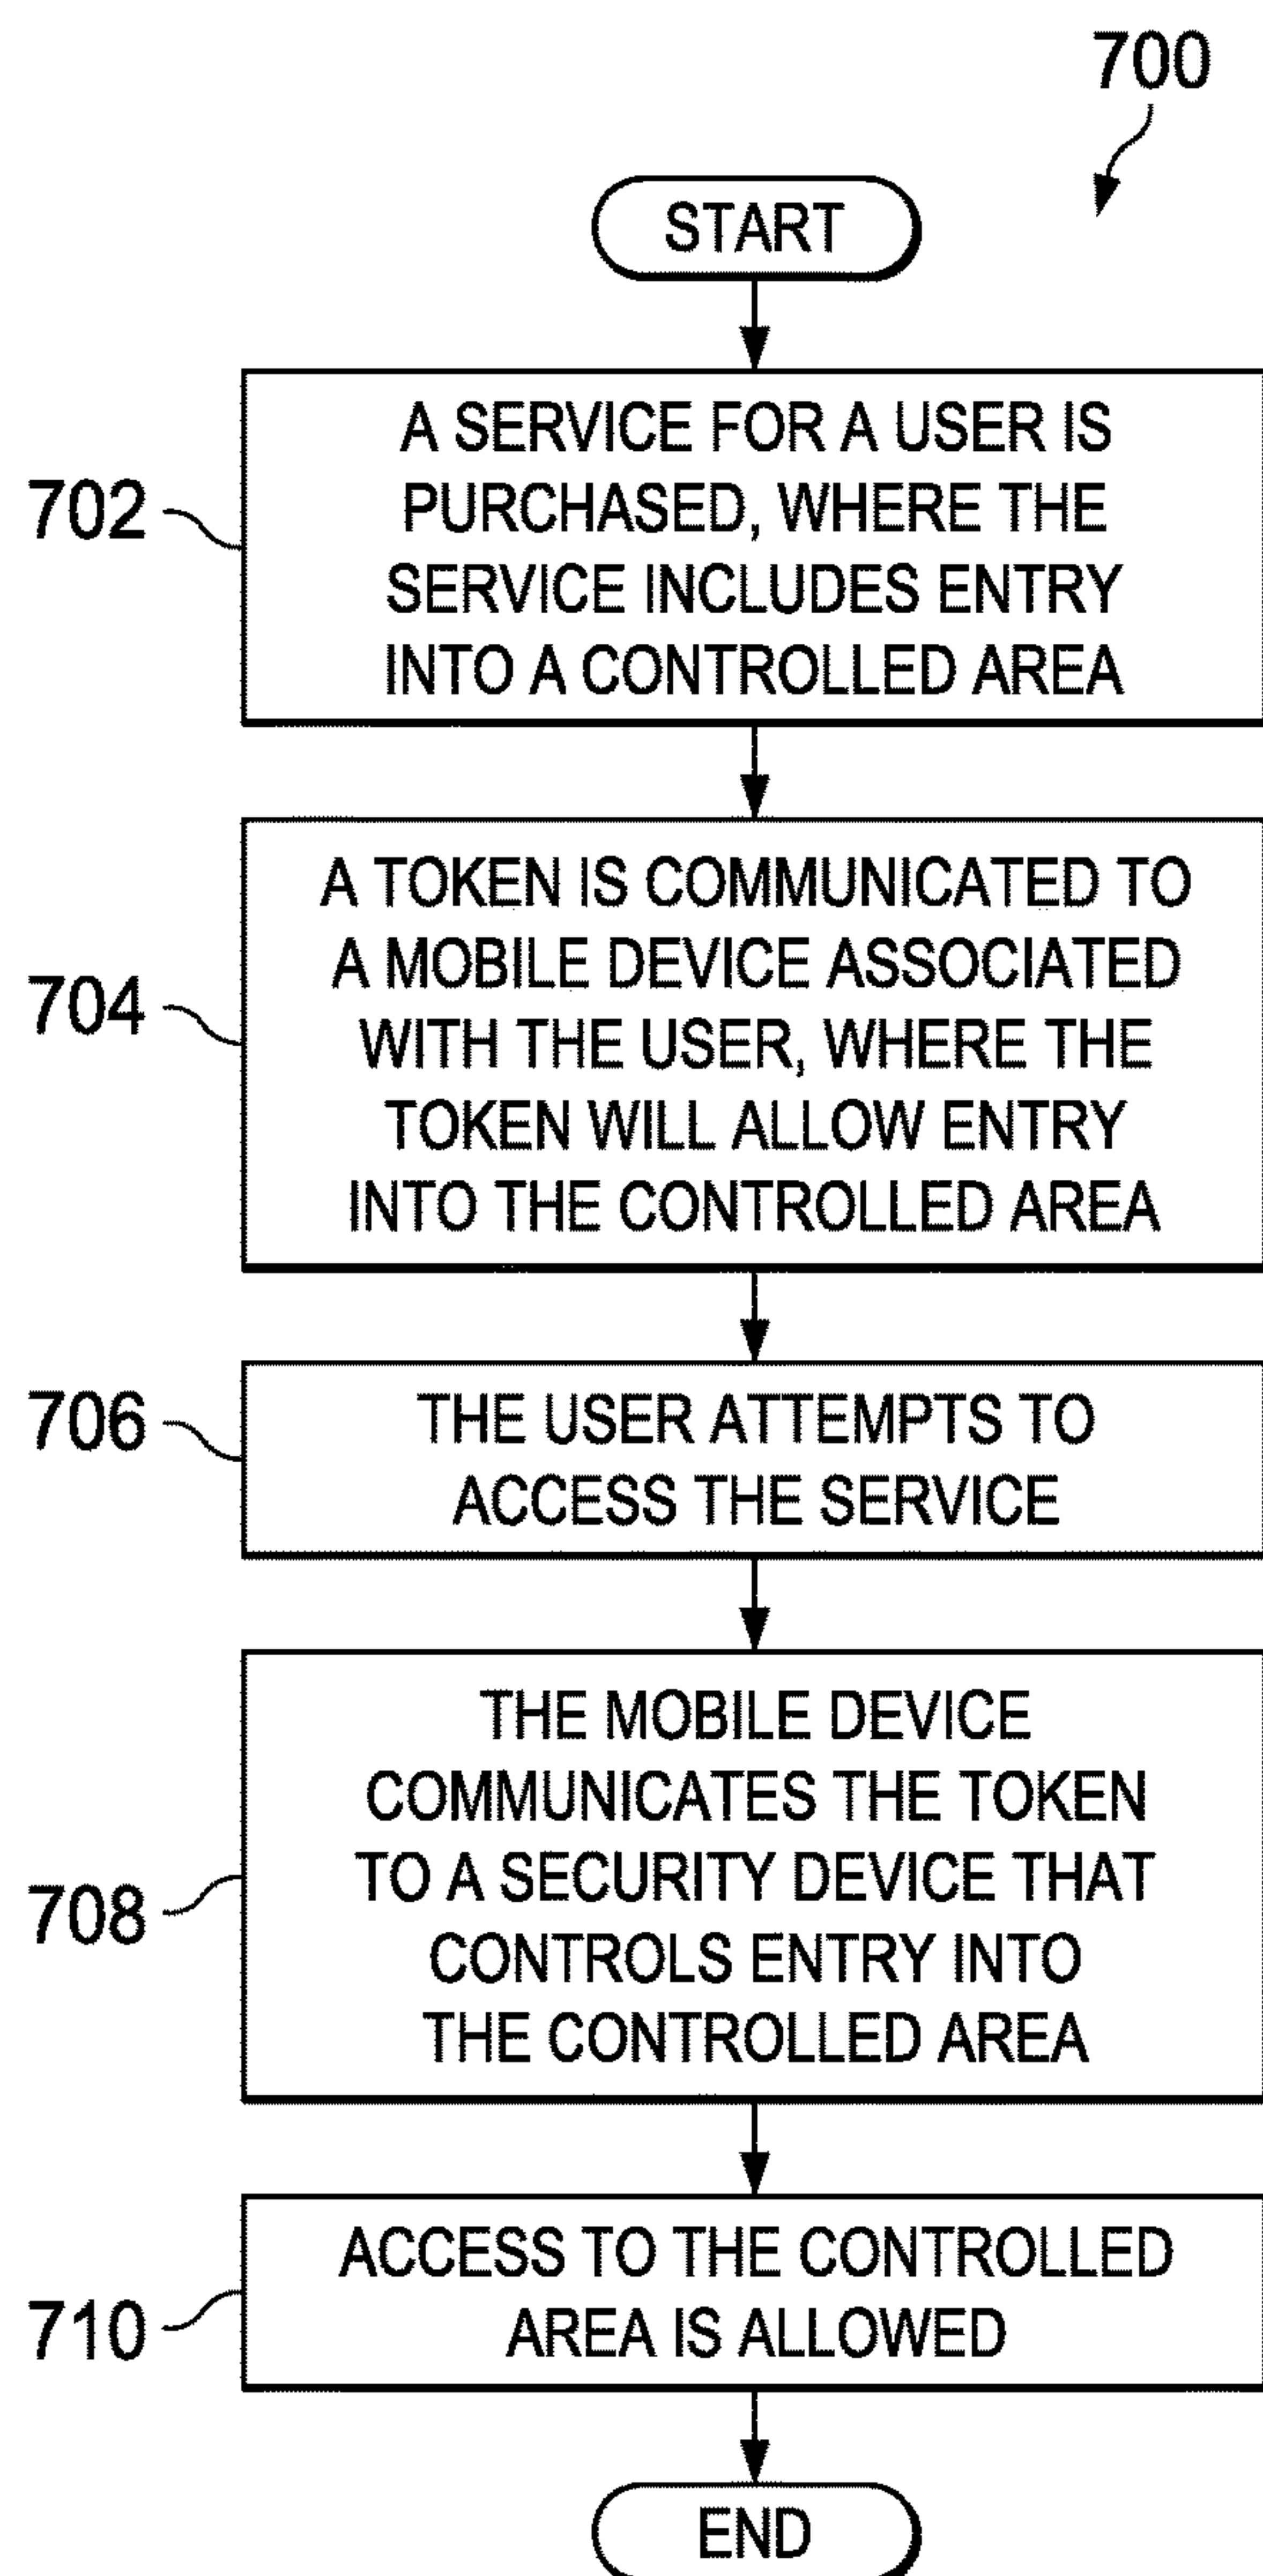 700
START
702
A SERVICE FOR A USER IS
PURCHASED, WHERE THE
SERVICE INCLUDES ENTRY
INTO A CONTROLLED AREA
704
A TOKEN IS COMMUNICATED TO
A MOBILE DEVICE ASSOCIATED
WITH THE USER, WHERE THE
TOKEN WILL ALLOW ENTRY
INTO THE CONTROLLED AREA
706
THE USER ATTEMPTS TO
ACCESS THE SERVICE
708
THE MOBILE DEVICE
COMMUNICATES THE TOKEN
TO A SECURITY DEVICE THAT
CONTROLS ENTRY INTO
THE CONTROLLED AREA
710
ACCESS TO THE CONTROLLED
AREA IS ALLOWED
END